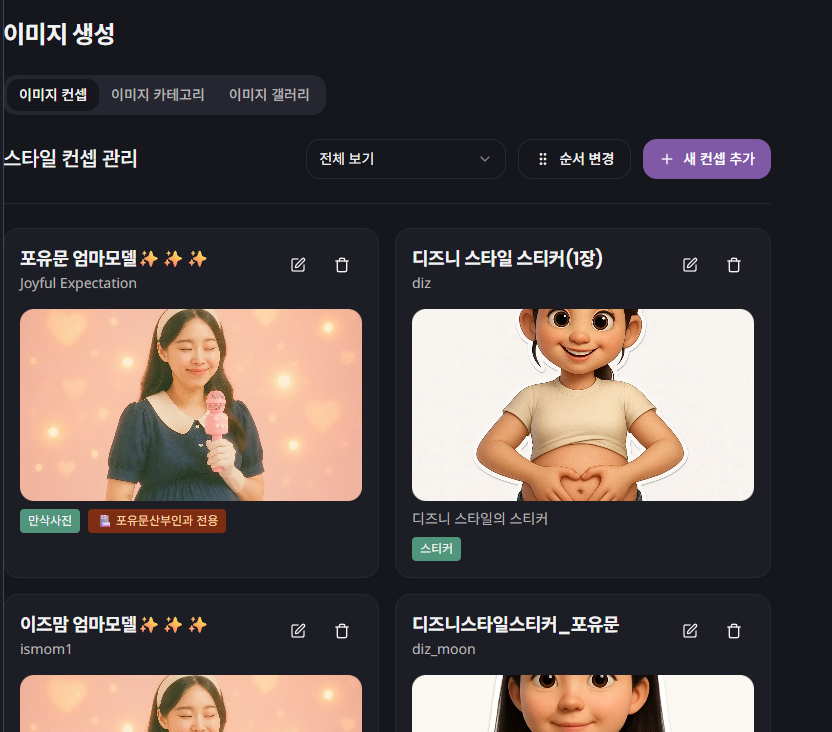 이미지 생성
이미지 컨셉 이미지 카테고리 이미지 갤러리
스타일 컨셉 관리 전체 보기 순서 변경 새 컨셉 추가
포유문 엄마모델✨ ✨ ✨
Joyful Expectation
만삭사진 포유문산부인과 전용
디즈니 스타일 스티커(1장)
diz
디즈니 스타일의 스티커
스티커
이즈맘 엄마모델✨ ✨ ✨
ismom1
디즈니스타일스티커_포유문
diz_moon